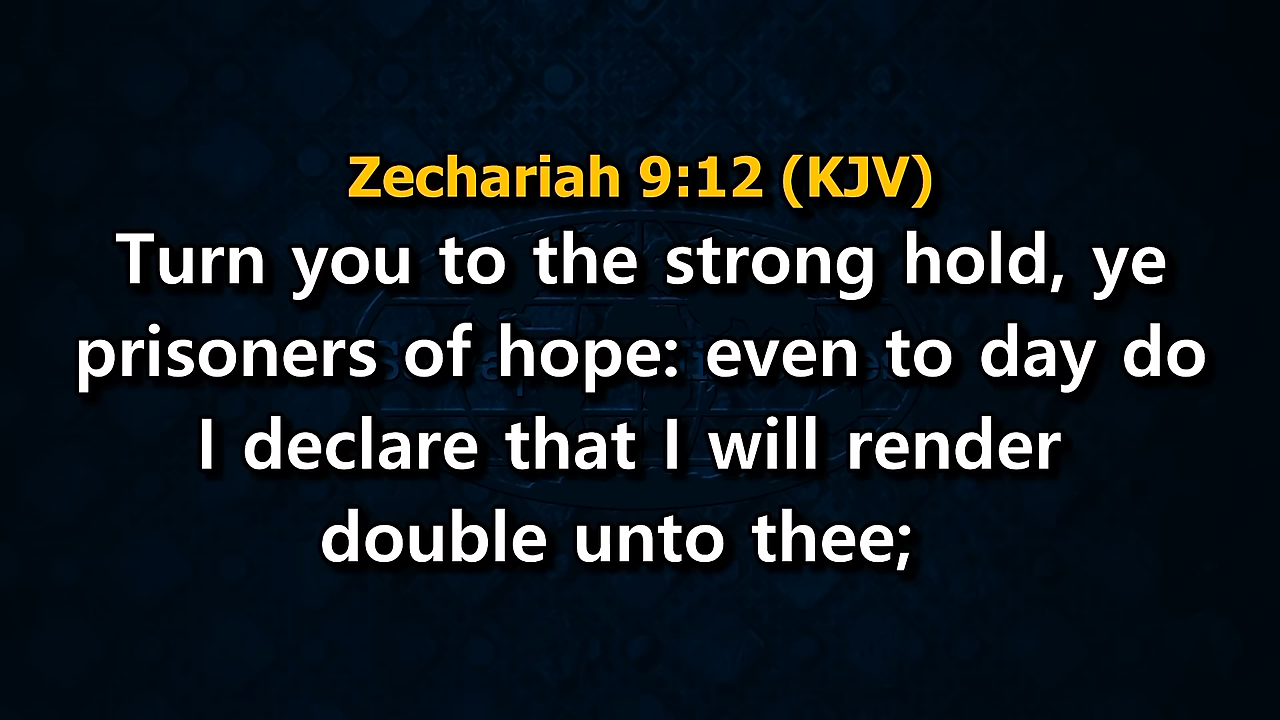 Zechariah 9:12 (KJV)
Turn you to the strong hold, ye
prisoners of hope: even to day do
I declare that I will render
double unto thee;